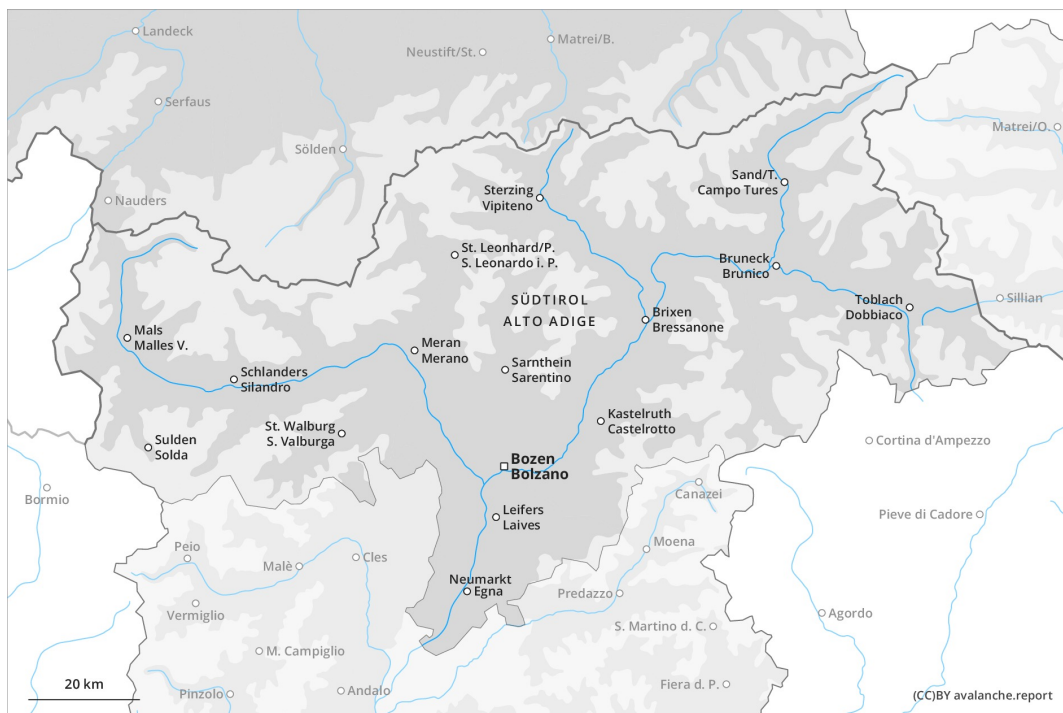 Landeck
Matrei/B.
Neustift/St.
Serfaus
Matrei/O.
Sölden
Sand/T.
Campo Tures
Sterzing
Vipiteno
Nauders
St. Leonhard/P.
S. Leonardo i. P.
Bruneck
Brunico
SÜDTIROL
ALTO ADIGE
Toblach
Dobbiaco
Sillian
Brixen
Bressanone
Mals
Malles V.
Meran
Merano
Sarnthein
Sarentino
Schlanders
Silandro
Kastelruth
Castelrotto
St. Walburg
S. Valburga
Sulden
Solda
Cortina d'Ampezzo
Bozen
Bolzano
Bormio
Canazei
Pieve di Cadore
Leifers
Laives
Moena
Peio
Malè
Cles
Neumarkt
Egna
Predazzo
Vermiglio
Agordo
S. Martino d. C.
M. Campiglio
20 km
Pinzolo
Andalo
Fiera d. P.
(CC)BY avalanche.report